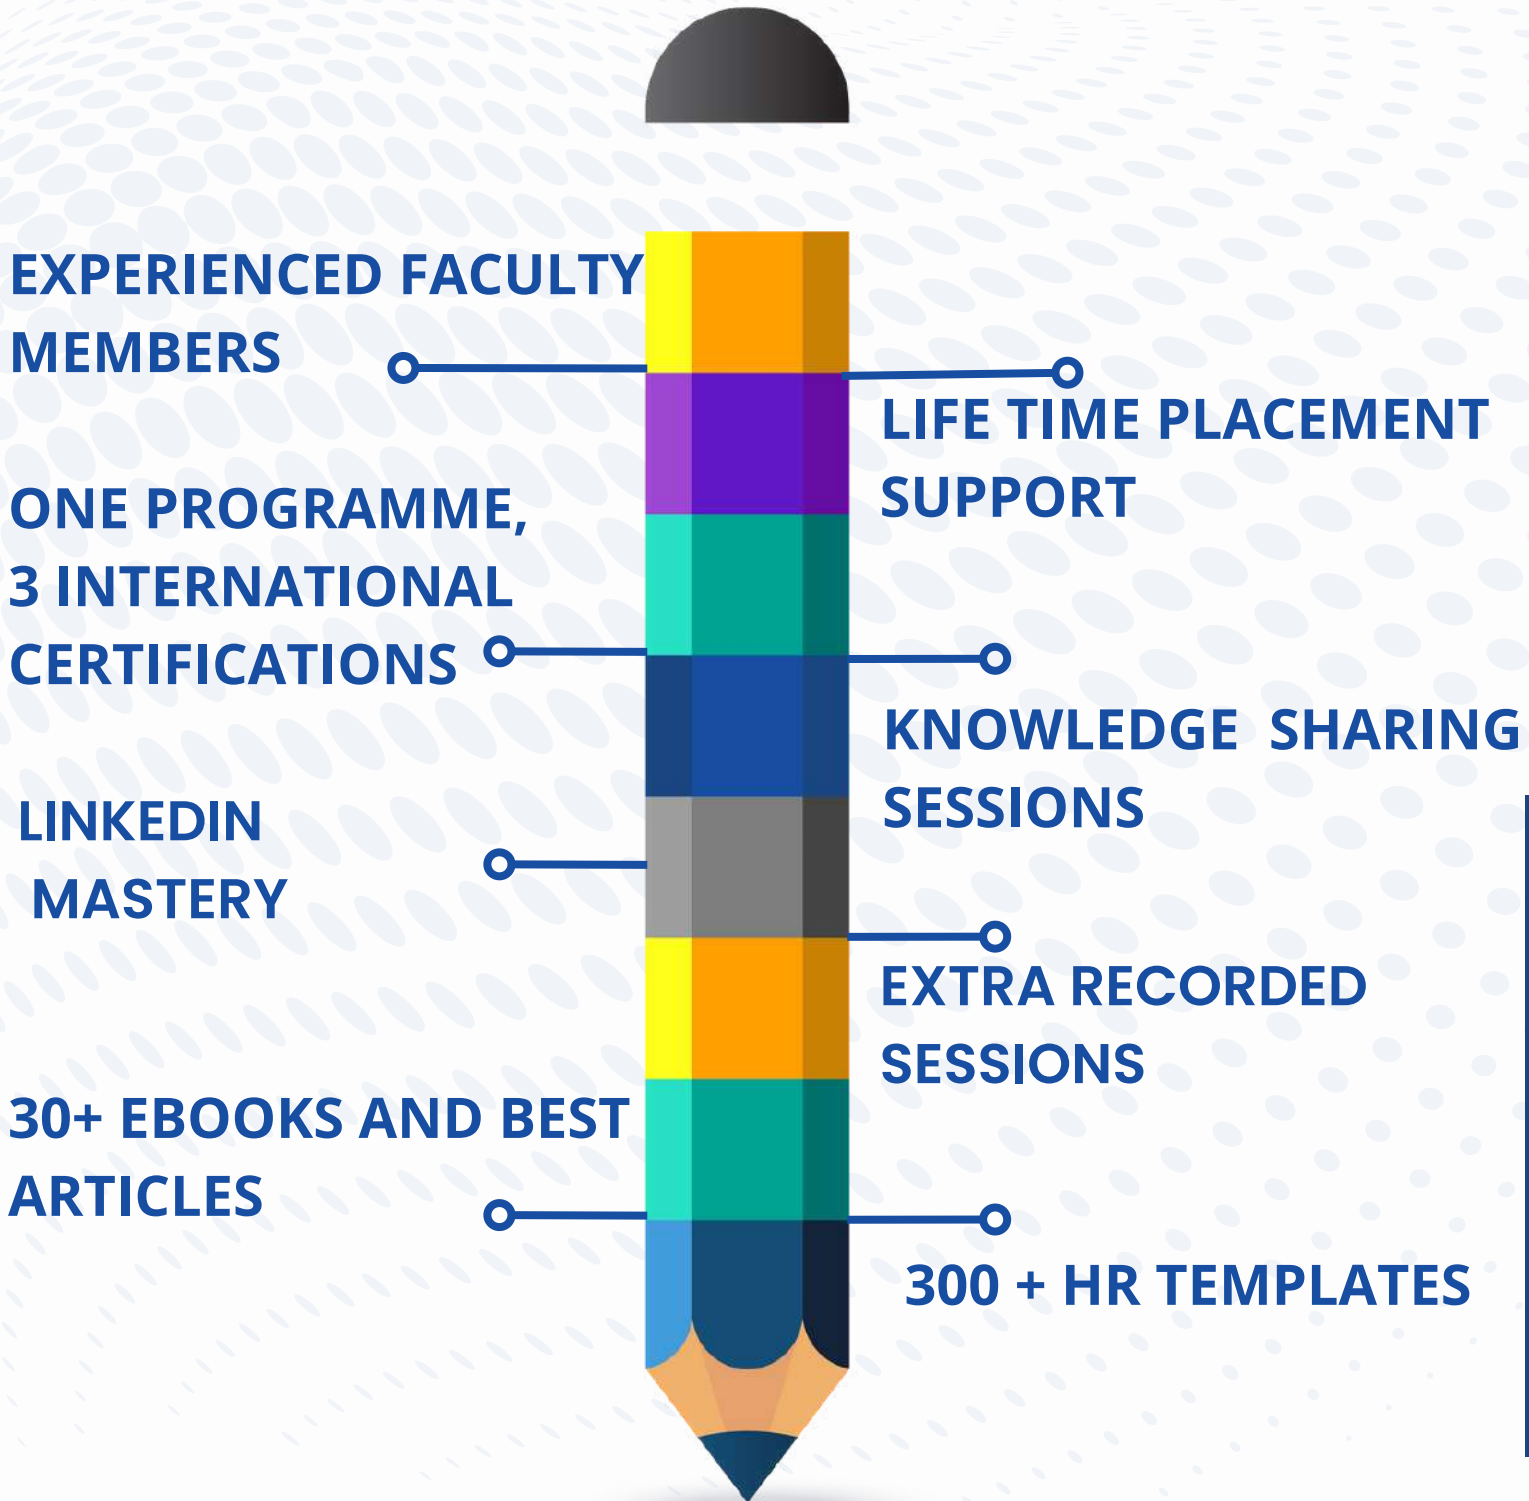 EXPERIENCED FACULTY
MEMBERS
LIFE TIME PLACEMENT
SUPPORT
ONE PROGRAMME,
3 INTERNATIONAL
CERTIFICATIONS
KNOWLEDGE SHARING
SESSIONS
LINKEDIN
MASTERY
EXTRA RECORDED
SESSIONS
30+ EBOOKS AND BEST
ARTICLES
300 + HR TEMPLATES